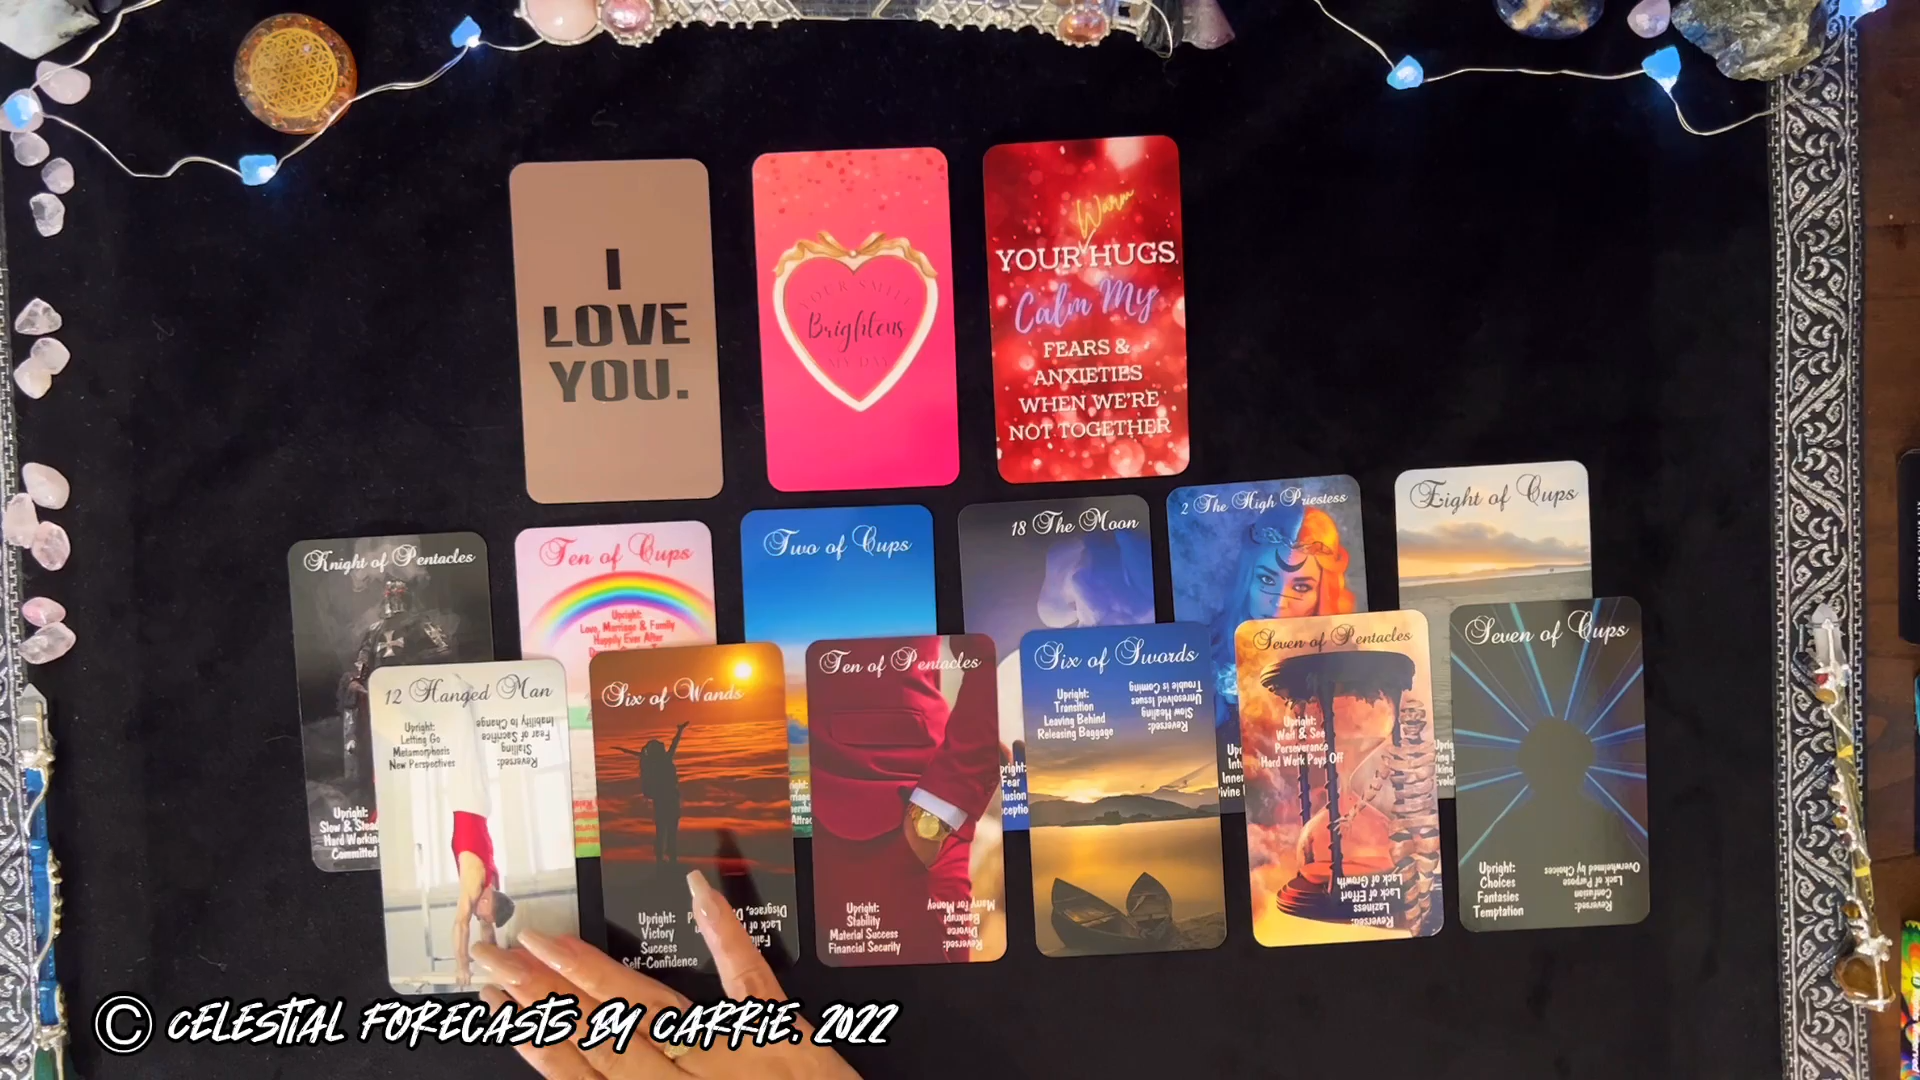 I
LOVE
YOU.
YOUR SMILE
Brightens
MY DAY
Warm
YOUR HUGS
Calm My
FEARS &
ANXIETIES
WHEN WE'RE
NOT TOGETHER
Knight of Pentacles
Upright:
Slow &
Hard Working
Committed
Ten of Cups
Upright:
Love, Marriage & Family
Happily Ever After
Two of Cups
18 The Moon
Fear
2 The High Priestess
Eight of Cups
12 Hanged Man
Upright:
Letting Go
Metamorphosis
New Perspectives
Reversed:
Stalling
Fear of Sacrifice
Inability to Change
Six of Wands
Upright:
Victory
Success
Self-Confidence
Disgrace,
Ten of Pentacles
Upright:
Stability
Material Success
Financial Security
Reversed:
Divorce
Bankrupt
Marry for Money
Six of Swords
Upright:
Transition
Leaving Behind
Releasing Baggage
Reversed:
Slow Healing
Unresolved Issues
Trouble is Coming
Seven of Pentacles
Upright:
Wait & See
Perseverance
Hard Work Pays Off
Reversed:
Laziness
Lack of Effort
Lack of Growth
Seven of Cups
Upright:
Choices
Fantasies
Temptation
Reversed:
Confusion
Lack of Purpose
Overwhelmed by Choices
© CELESTIAL FORECASTS BY CARRIE. 2022